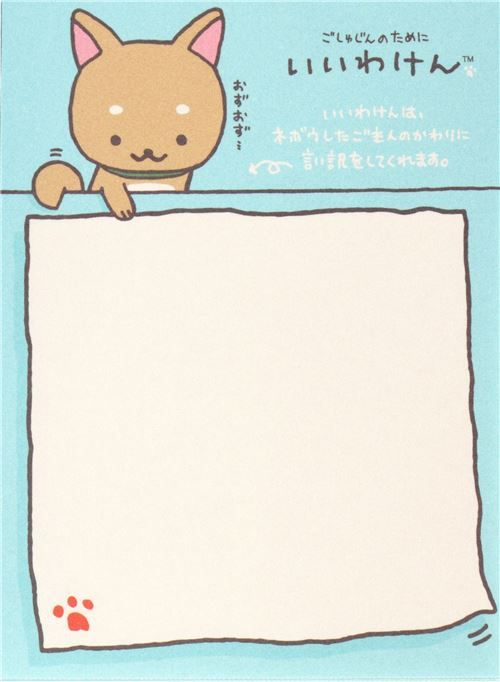 ごしゅじんのために
いいわけん™
おずおず…
いいわけんは、
ネボウしたご主人のかわりに
言い訳をしてくれます。